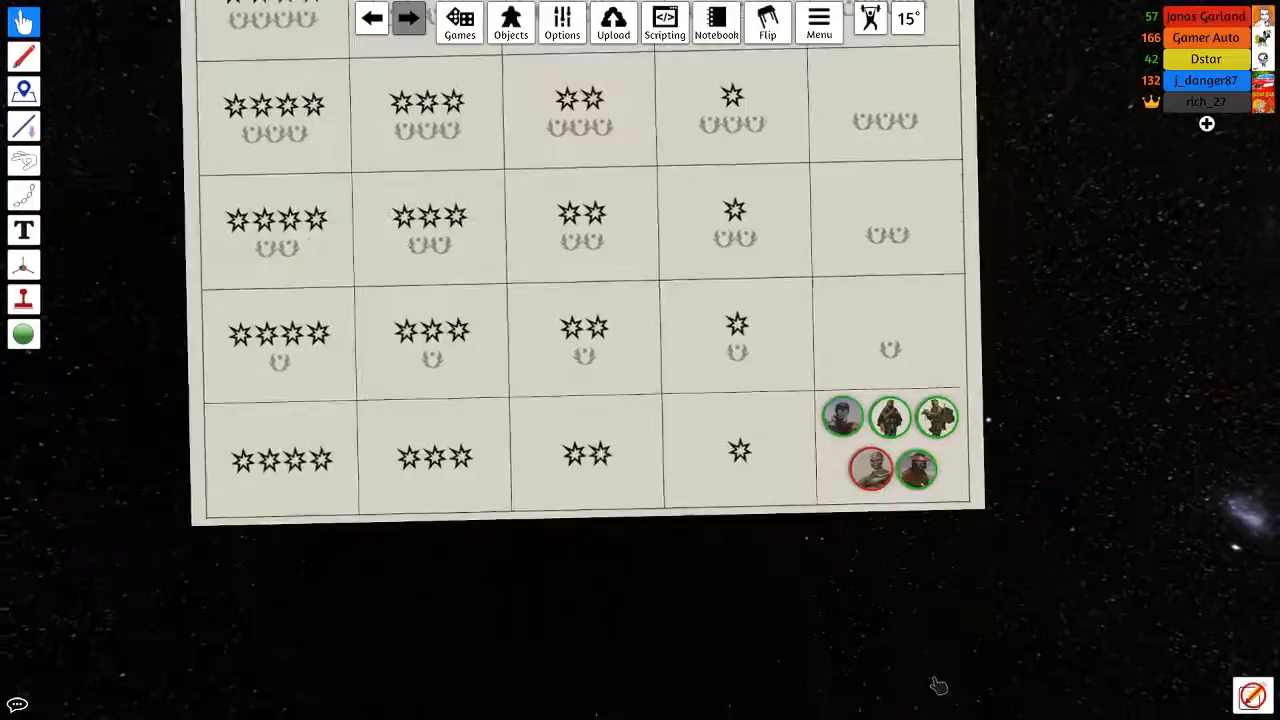 Games
Objects
Options
Upload
Scripting
Notebook
Flip
Menu
15°
57 Jonas Garland
166 Gamer Auto
42 Dstar
132 j_danger87
rich_27
T